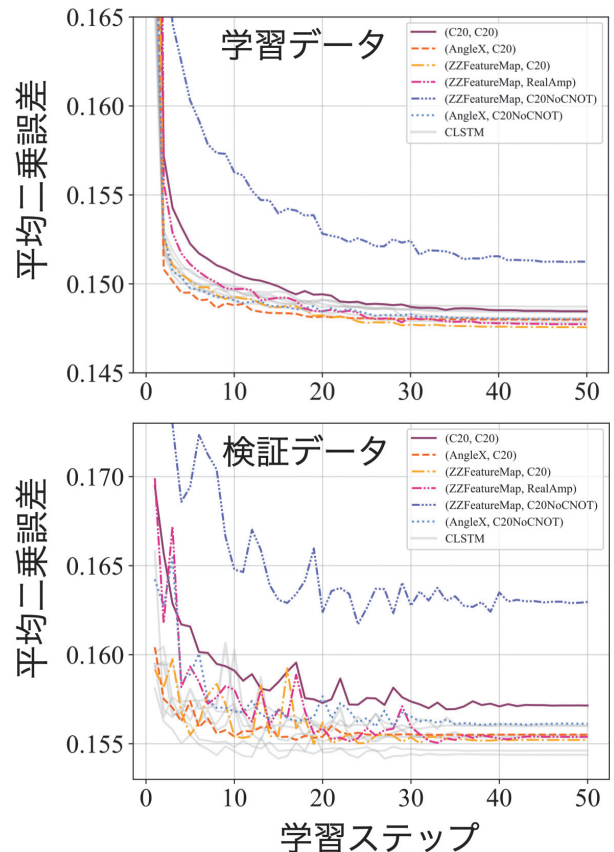 学習データ
平均二乗誤差
0.165
0.160
0.155
0.150
0.145
(C20, C20)
(AngleX, C20)
(ZZFeatureMap, C20)
(ZZFeatureMap, RealAmp)
(ZZFeatureMap, C20NoCNOT)
(AngleX, C20NoCNOT)
CLSTM
0 10 20 30 40 50
検証データ
平均二乗誤差
0.170
0.165
0.160
0.155
(C20, C20)
(AngleX, C20)
(ZZFeatureMap, C20)
(ZZFeatureMap, RealAmp)
(ZZFeatureMap, C20NoCNOT)
(AngleX, C20NoCNOT)
CLSTM
0 10 20 30 40 50
学習ステップ